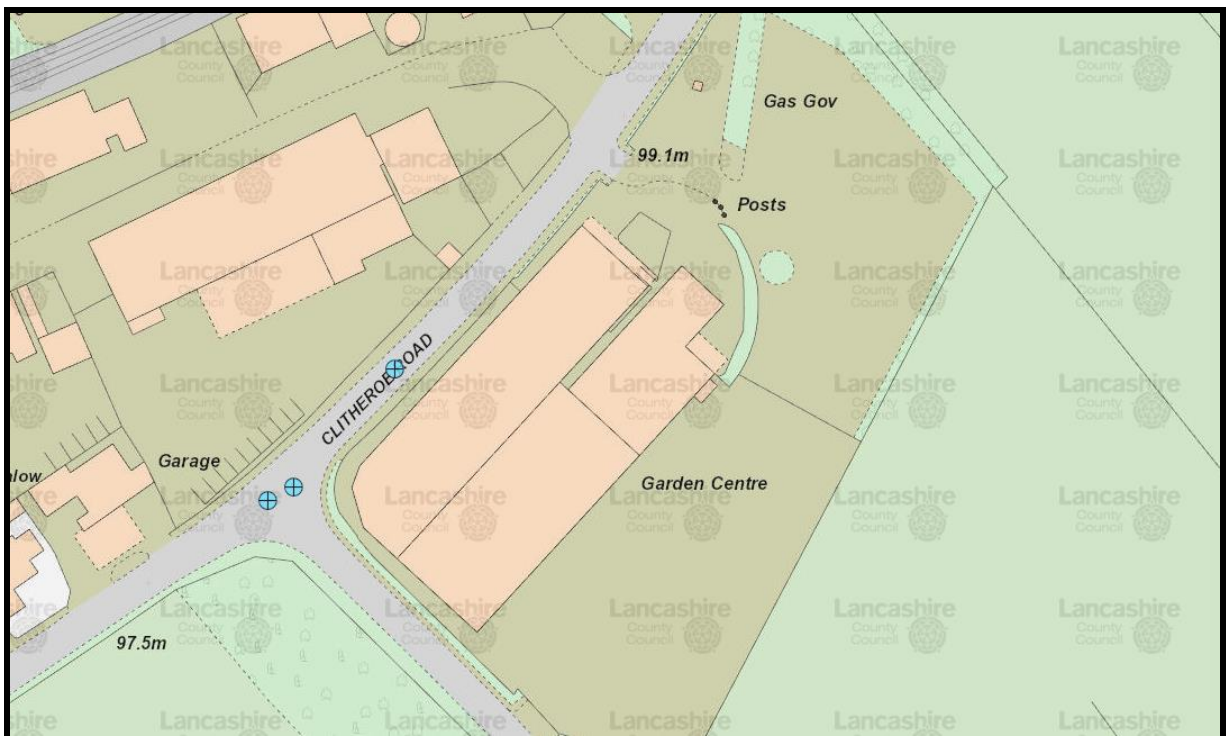 Gas Gov
99.1m
Posts
CLITHEROE ROAD
Garage
Garden Centre
97.5m
Lancashire
County
Council